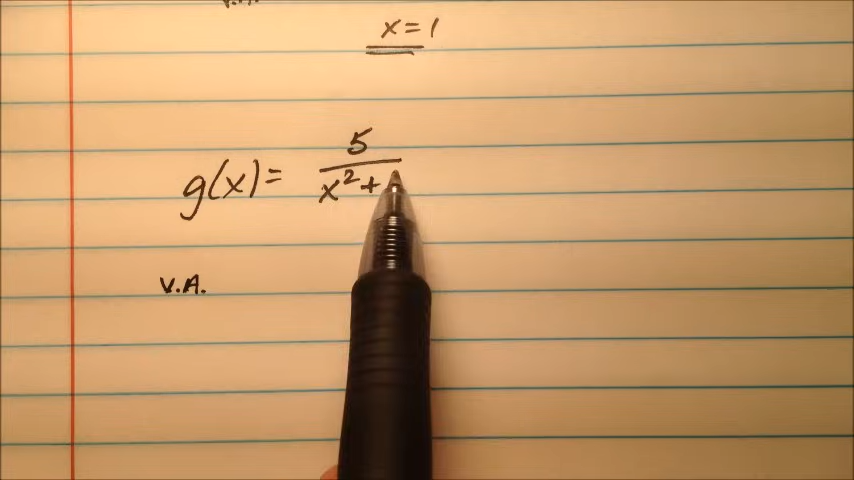 x = 1
g(x) = 5 / x² +
V.A.